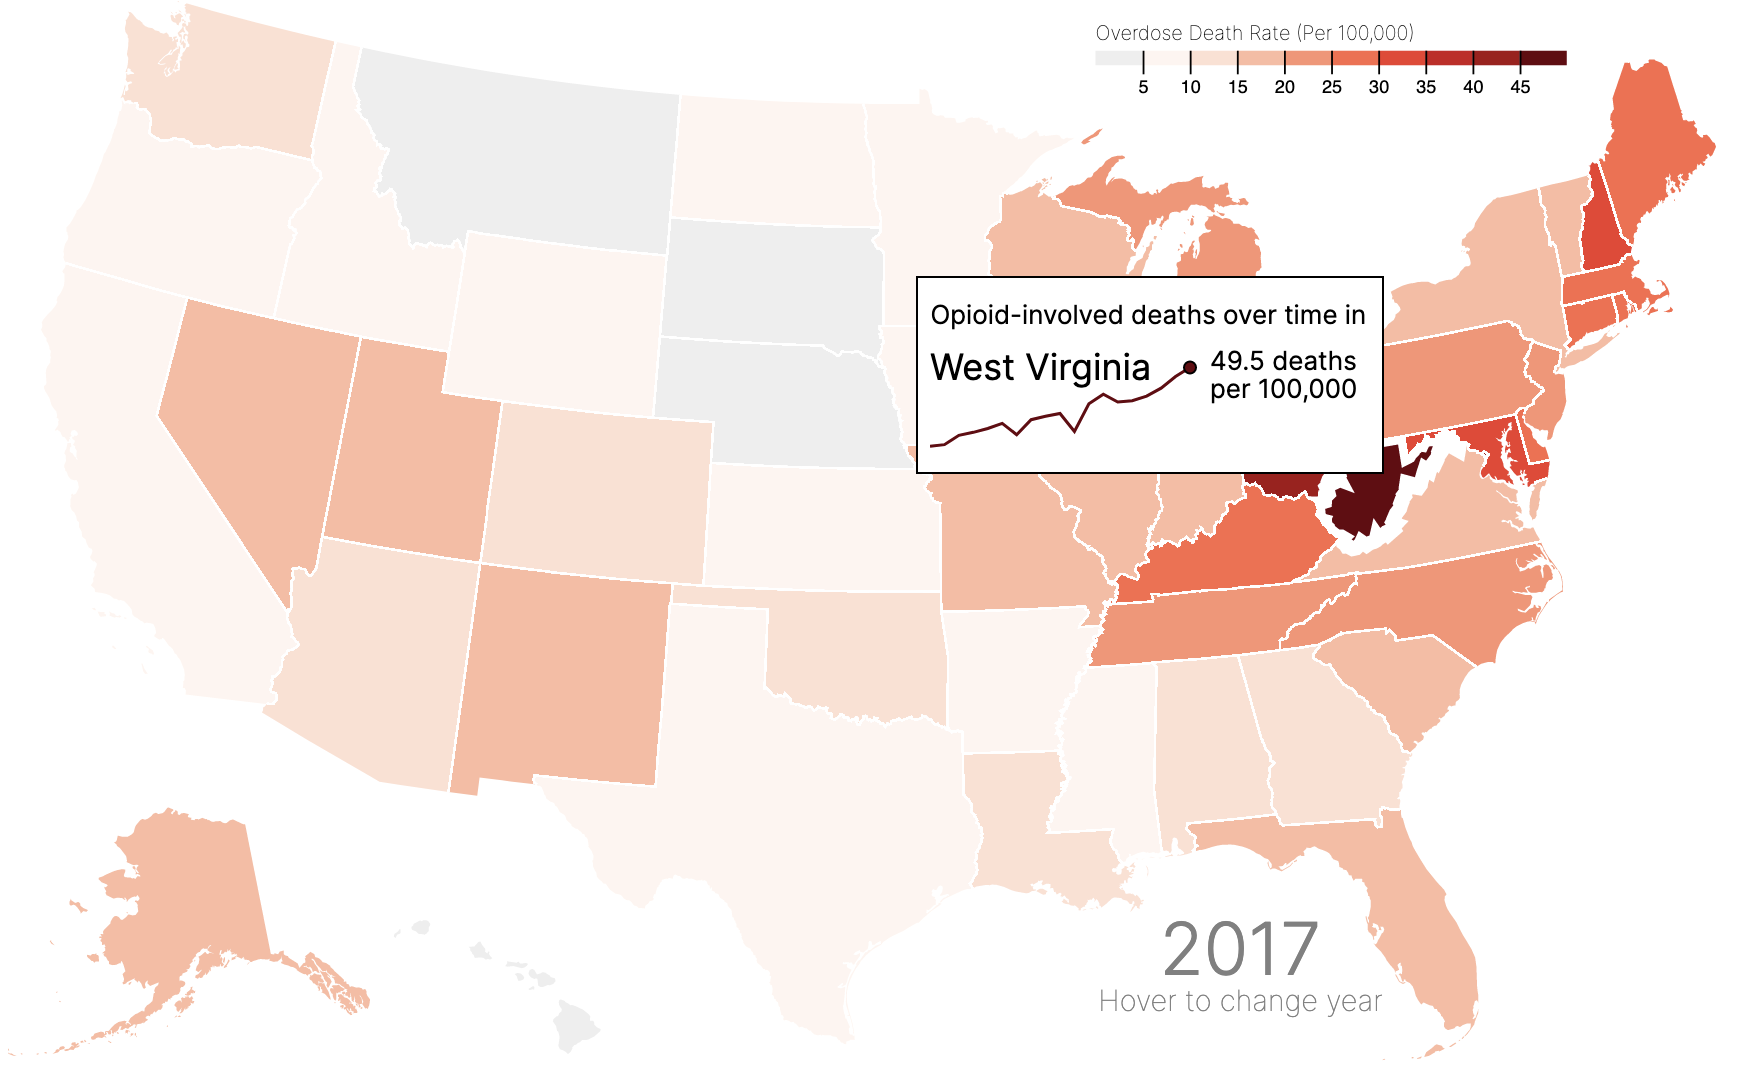 Overdose Death Rate (Per 100,000)
5 10 15 20 25 30 35 40 45
Opioid-involved deaths over time in
West Virginia
49.5 deaths
per 100,000
2017
Hover to change year